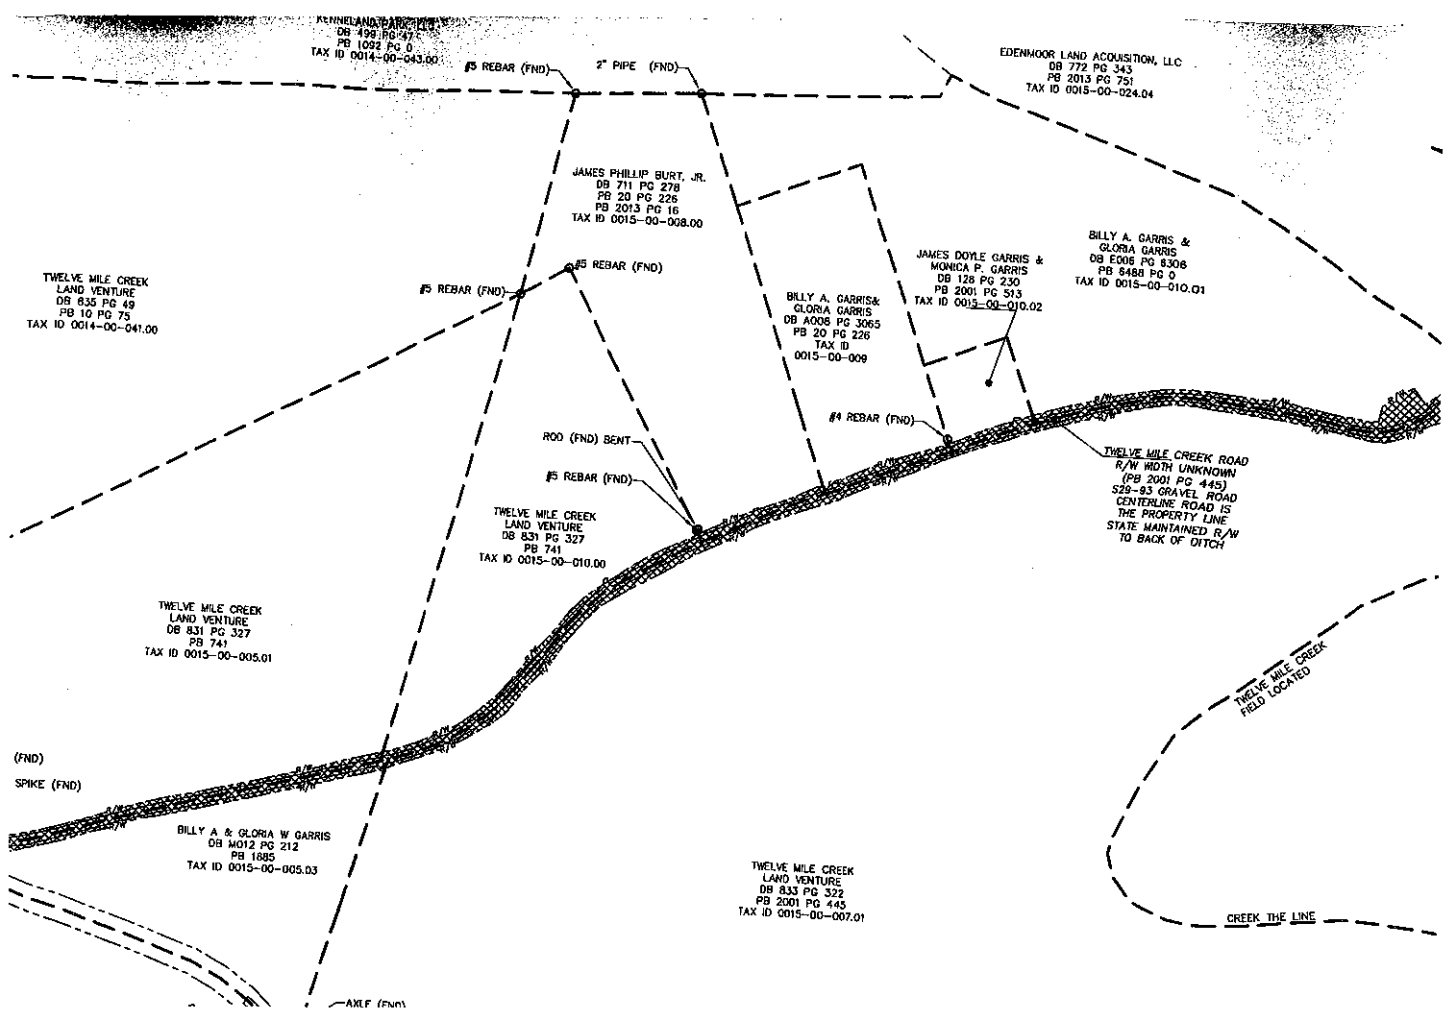 KENNELAND PARK, LLC
DB 499 PG 47
PB 1092 PG 0
TAX ID 0014-00-043.00
#5 REBAR (FND)
2" PIPE (FND)
EDENMOOR LAND ACQUISITION, LLC
DB 772 PG 343
PB 2013 PG 751
TAX ID 0015-00-024.04
JAMES PHILLIP BURT, JR.
DB 711 PG 278
PB 20 PG 226
PB 2013 PG 16
TAX ID 0015-00-008.00
TWELVE MILE CREEK
LAND VENTURE
DB 635 PG 49
PB 10 PG 75
TAX ID 0014-00-041.00
#5 REBAR (FND)
#5 REBAR (FND)
BILLY A. GARRIS&
GLORIA GARRIS
DB A008 PG 3065
PB 20 PG 226
TAX ID
0015-00-009
JAMES DOYLE GARRIS &
MONICA P. GARRIS
DB 128 PG 230
PB 2001 PG 513
TAX ID 0015-00-010.02
BILLY A. GARRIS &
GLORIA GARRIS
DB E006 PG 6306
PB 6488 PG 0
TAX ID 0015-00-010.01
#4 REBAR (FND)
ROD (FND) BENT
#5 REBAR (FND)
TWELVE MILE CREEK
LAND VENTURE
DB 831 PG 327
PB 741
TAX ID 0015-00-010.00
TWELVE MILE CREEK ROAD
R/W WIDTH UNKNOWN
(PB 2001 PG 445)
S29-93 GRAVEL ROAD
CENTERLINE ROAD IS
THE PROPERTY LINE
STATE MAINTAINED R/W
TO BACK OF DITCH
TWELVE MILE CREEK
LAND VENTURE
DB 831 PG 327
PB 741
TAX ID 0015-00-005.01
TWELVE MILE CREEK
FIELD LOCATED
(FND)
SPIKE (FND)
BILLY A & GLORIA W GARRIS
DB M012 PG 212
PB 1885
TAX ID 0015-00-005.03
TWELVE MILE CREEK
LAND VENTURE
DB 833 PG 322
PB 2001 PG 445
TAX ID 0015-00-007.01
CREEK THE LINE
AXLE (FND)